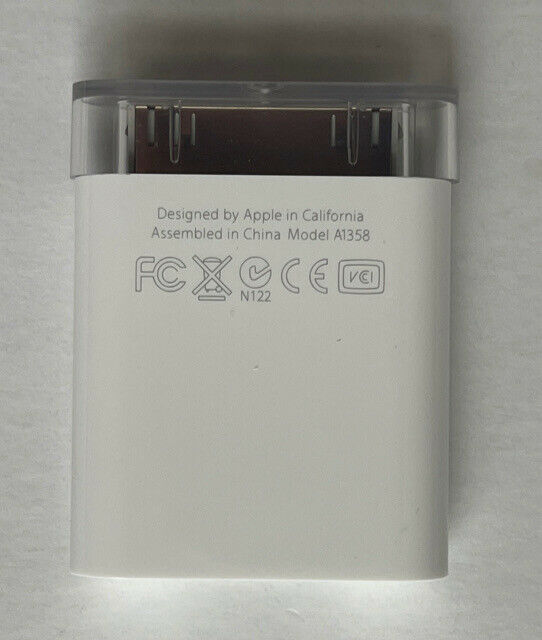 Designed by Apple in California
Assembled in China Model A1358
FC CE VCI
N122